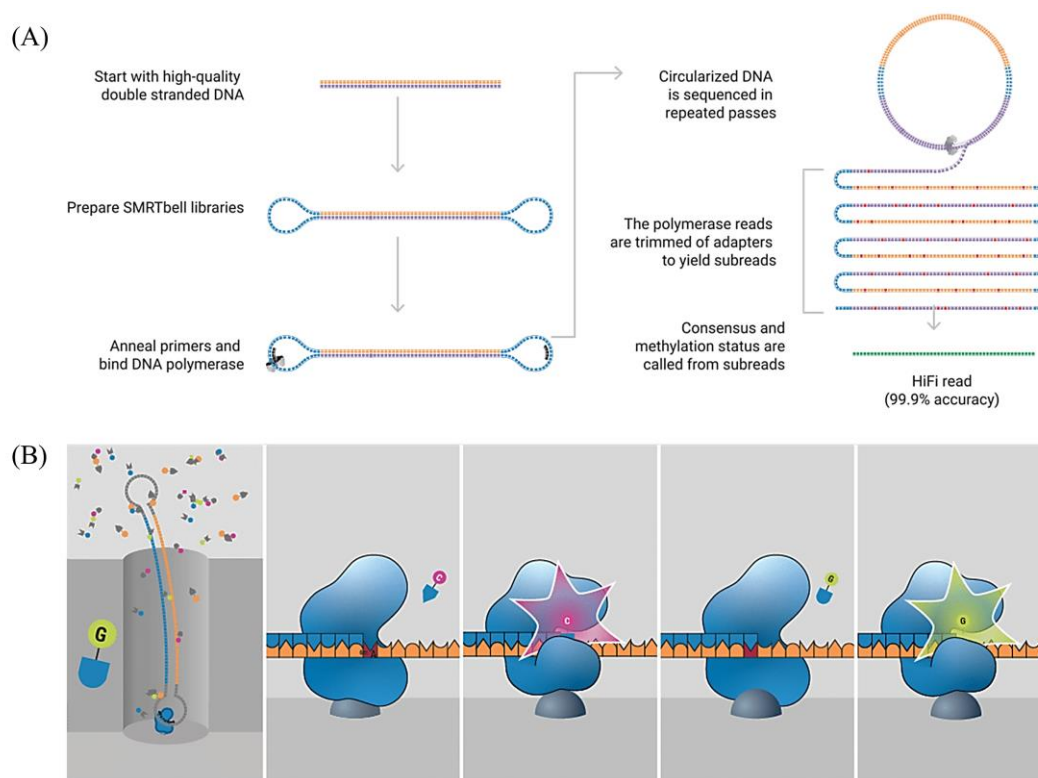 (A)
Start with high-quality
double stranded DNA
Prepare SMRTbell libraries
Anneal primers and
bind DNA polymerase
Circularized DNA
is sequenced in
repeated passes
The polymerase reads
are trimmed of adapters
to yield subreads
Consensus and
methylation status are
called from subreads
HiFi read
(99.9% accuracy)
(B)
G
C
C
G
G